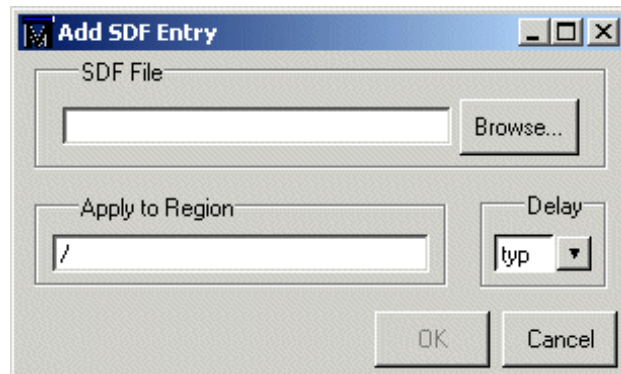 Add SDF Entry
SDF File
Browse...
Apply to Region
Delay
/
typ
OK
Cancel